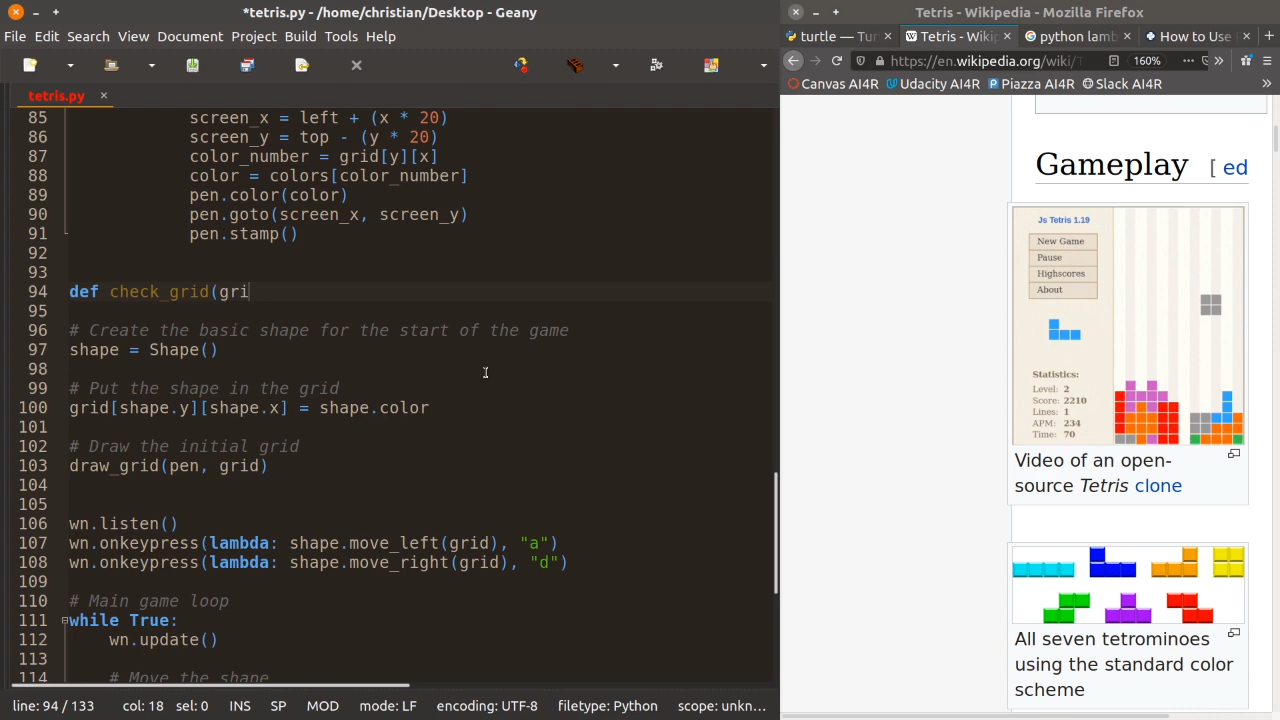 *tetris.py - /home/christian/Desktop - Geany
File Edit Search View Document Project Build Tools Help
tetris.py ×
85 screen_x = left + (x * 20)
86 screen_y = top - (y * 20)
87 color_number = grid[y][x]
88 color = colors[color_number]
89 pen.color(color)
90 pen.goto(screen_x, screen_y)
91 pen.stamp()
92
93
94 def check_grid(gri
95
96 # Create the basic shape for the start of the game
97 shape = Shape()
98
99 # Put the shape in the grid
100 grid[shape.y][shape.x] = shape.color
101
102 # Draw the initial grid
103 draw_grid(pen, grid)
104
105
106 wn.listen()
107 wn.onkeypress(lambda: shape.move_left(grid), "a")
108 wn.onkeypress(lambda: shape.move_right(grid), "d")
109
110 # Main game loop
111 while True:
112 wn.update()
113
114 # Move the shape
line: 94 / 133 col: 18 sel: 0 INS SP MOD mode: LF encoding: UTF-8 filetype: Python scope: unkn...
Tetris - Wikipedia - Mozilla Firefox
turtle — Tur Tetris - Wikip python lamb How to Use
https://en.wikipedia.org/wiki/T 160%
Canvas AI4R Udacity AI4R Piazza AI4R Slack AI4R
Gameplay [ ed
Js Tetris 1.19
New Game
Pause
Highscores
About
Statistics:
Level: 2
Score: 2210
Lines: 1
APM: 234
Time: 70
Video of an open-
source Tetris clone
All seven tetrominoes
using the standard color
scheme